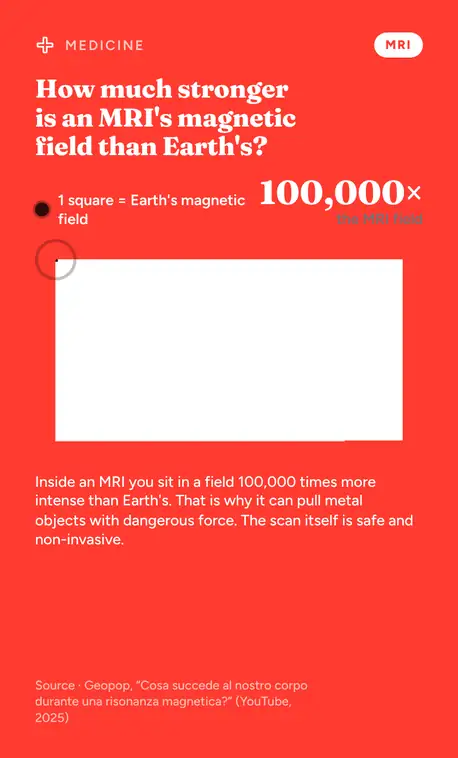 MEDICINE
MRI
How much stronger
is an MRI's magnetic
field than Earth's?
1 square = Earth's magnetic
field
100,000×
the MRI field
Inside an MRI you sit in a field 100,000 times more
intense than Earth's. That is why it can pull metal
objects with dangerous force. The scan itself is safe and
non-invasive.
Source · Geopop, "Cosa succede al nostro corpo
durante una risonanza magnetica?" (YouTube,
2025)